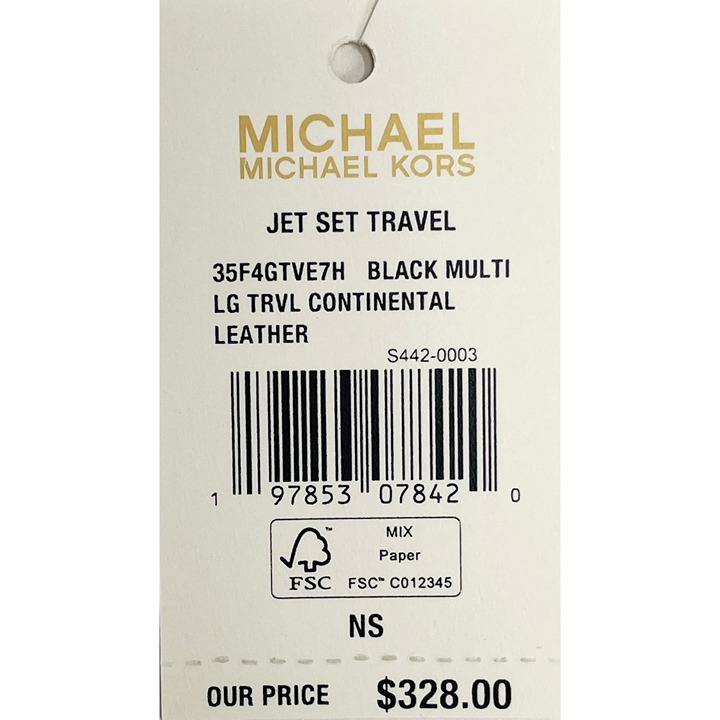 MICHAEL
MICHAEL KORS
JET SET TRAVEL
35F4GTVE7H BLACK MULTI
LG TRVL CONTINENTAL
LEATHER
S442-0003
1 97853 07842 0
MIX
Paper
FSC™ C012345
FSC
NS
OUR PRICE $328.00